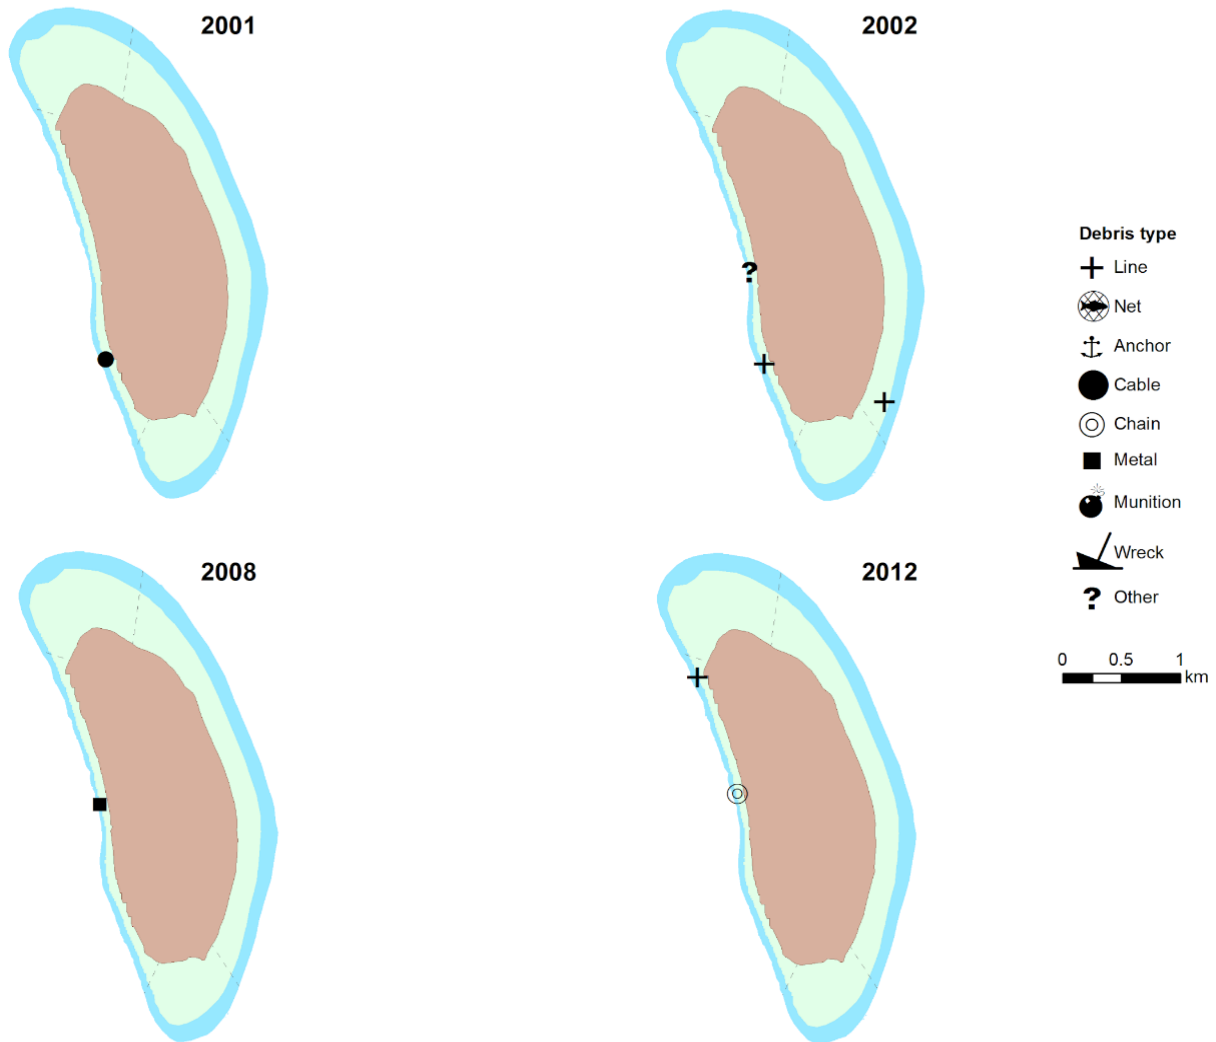 2001
2002
Debris type
Line
Net
Anchor
Cable
Chain
Metal
Munition
Wreck
? Other
0 0.5 1
km
2008
2012
?